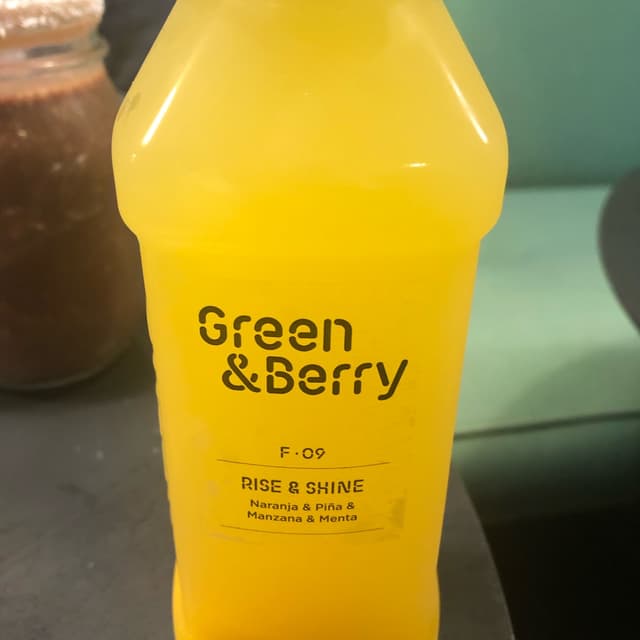 Green
&Berry
F·09
RISE & SHINE
Naranja & Piña &
Manzana & Menta